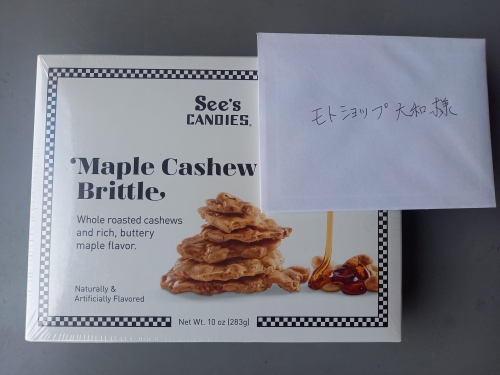 See's
CANDIES®
Maple Cashew
Brittle
Whole roasted cashews
and rich, buttery
maple flavor.
Naturally &
Artificially Flavored
Net Wt. 10 oz (283g)
モトショップ大和様